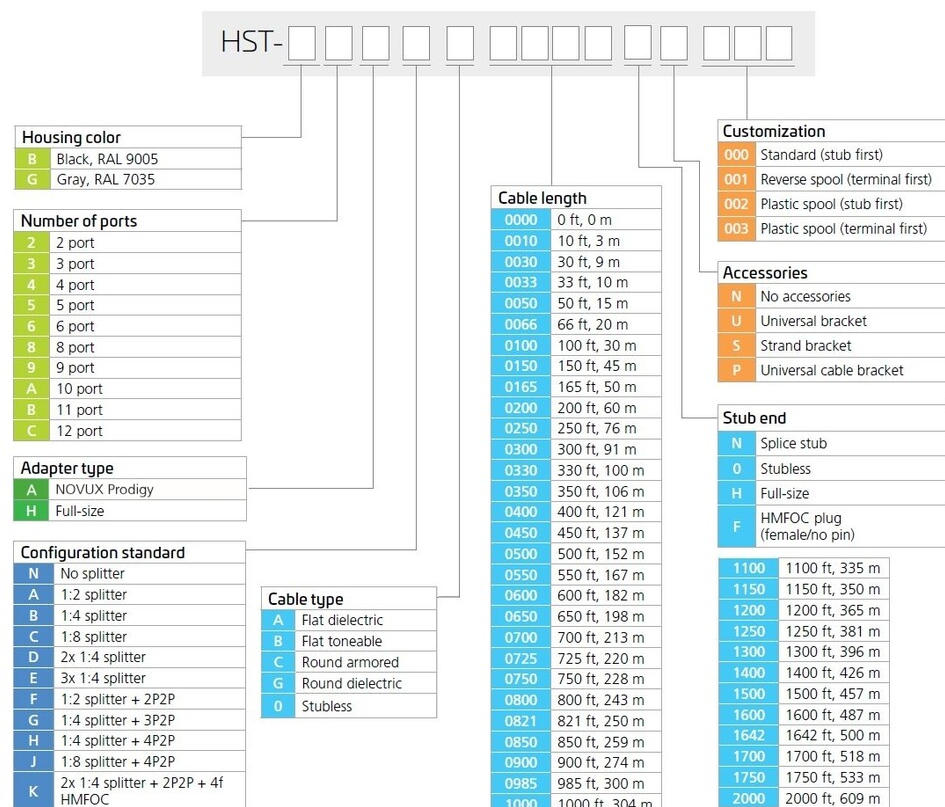 HST-
Housing color
B Black, RAL 9005
G Gray, RAL 7035
Number of ports
2 2 port
3 3 port
4 4 port
5 5 port
6 6 port
8 8 port
9 9 port
A 10 port
B 11 port
C 12 port
Adapter type
A NOVUX Prodigy
H Full-size
Configuration standard
N No splitter
A 1:2 splitter
B 1:4 splitter
C 1:8 splitter
D 2x 1:4 splitter
E 3x 1:4 splitter
F 1:2 splitter + 2P2P
G 1:4 splitter + 3P2P
H 1:4 splitter + 4P2P
J 1:8 splitter + 4P2P
K 2x 1:4 splitter + 2P2P + 4f
HMFOC
Cable type
A Flat dielectric
B Flat toneable
C Round armored
G Round dielectric
0 Stubless
Cable length
0000 0 ft, 0 m
0010 10 ft, 3 m
0030 30 ft, 9 m
0033 33 ft, 10 m
0050 50 ft, 15 m
0066 66 ft, 20 m
0100 100 ft, 30 m
0150 150 ft, 45 m
0165 165 ft, 50 m
0200 200 ft, 60 m
0250 250 ft, 76 m
0300 300 ft, 91 m
0330 330 ft, 100 m
0350 350 ft, 106 m
0400 400 ft, 121 m
0450 450 ft, 137 m
0500 500 ft, 152 m
0550 550 ft, 167 m
0600 600 ft, 182 m
0650 650 ft, 198 m
0700 700 ft, 213 m
0725 725 ft, 220 m
0750 750 ft, 228 m
0800 800 ft, 243 m
0821 821 ft, 250 m
0850 850 ft, 259 m
0900 900 ft, 274 m
0985 985 ft, 300 m
1000 1000 ft, 304 m
Customization
000 Standard (stub first)
001 Reverse spool (terminal first)
002 Plastic spool (stub first)
003 Plastic spool (terminal first)
Accessories
N No accessories
U Universal bracket
S Strand bracket
P Universal cable bracket
Stub end
N Splice stub
0 Stubless
H Full-size
F HMFOC plug
(female/no pin)
1100 1100 ft, 335 m
1150 1150 ft, 350 m
1200 1200 ft, 365 m
1250 1250 ft, 381 m
1300 1300 ft, 396 m
1400 1400 ft, 426 m
1500 1500 ft, 457 m
1600 1600 ft, 487 m
1642 1642 ft, 500 m
1700 1700 ft, 518 m
1750 1750 ft, 533 m
2000 2000 ft, 609 m